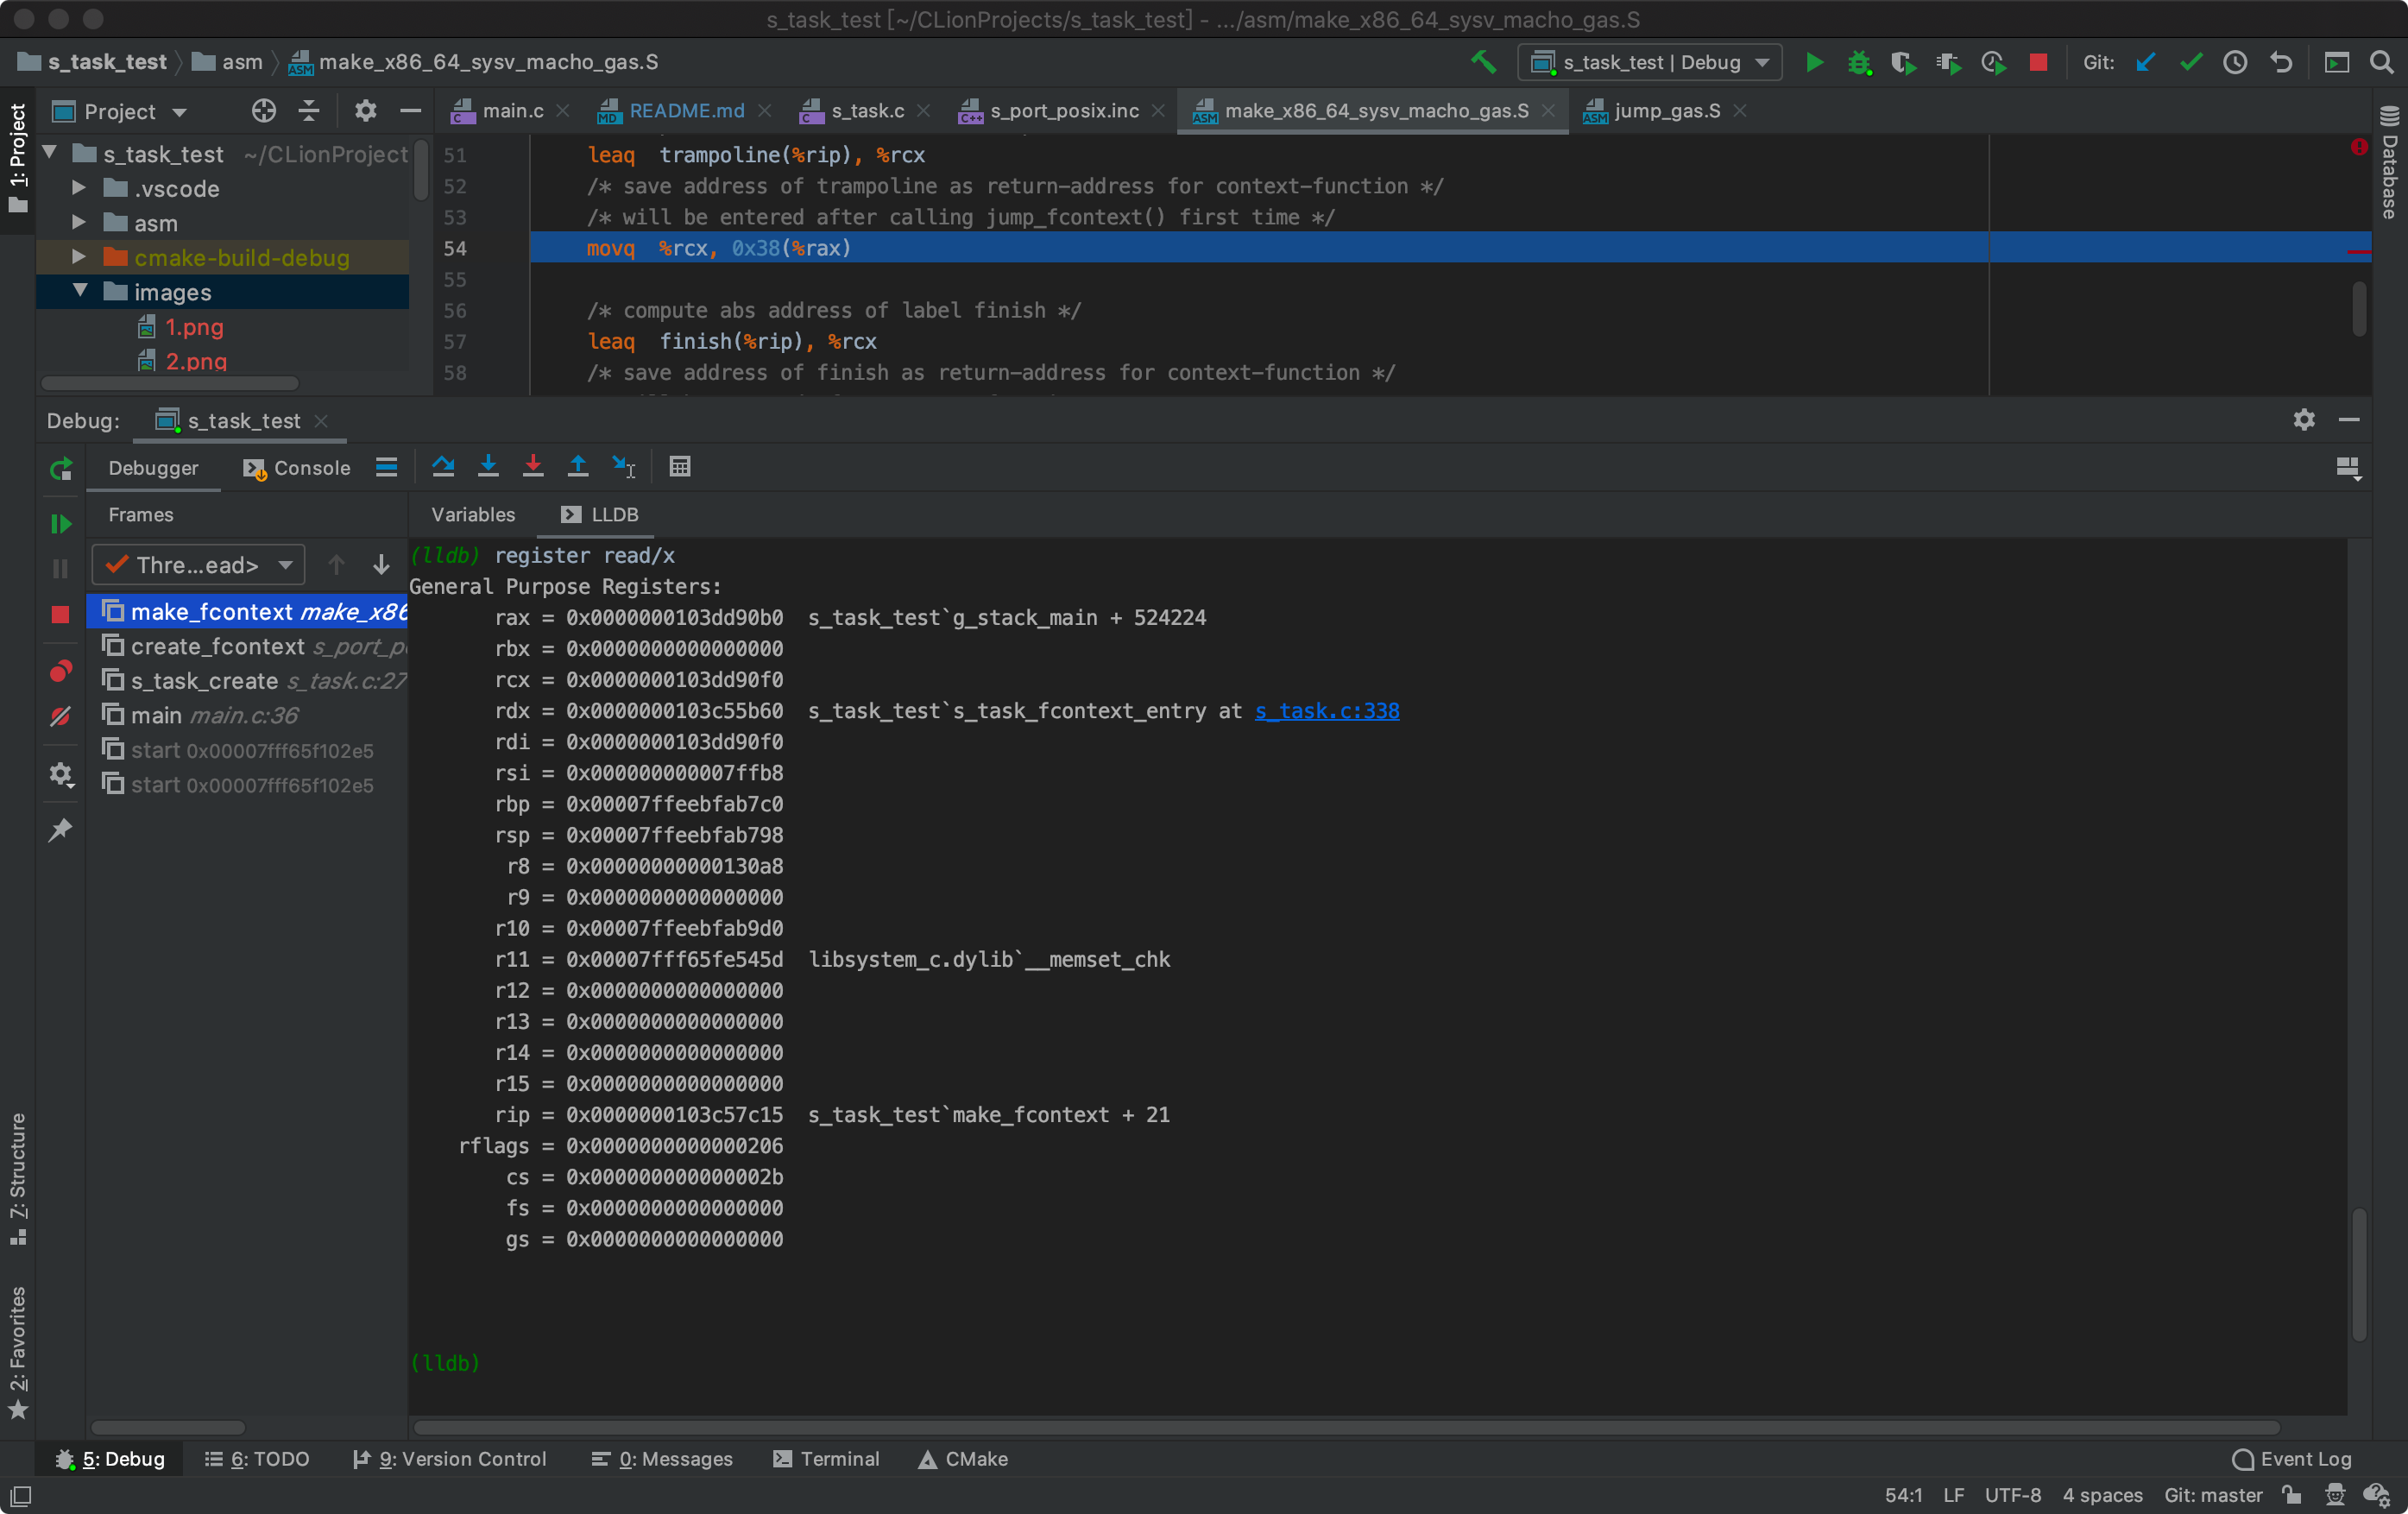 s_task_test [~/CLionProjects/s_task_test] - .../asm/make_x86_64_sysv_macho_gas.S
s_task_test asm make_x86_64_sysv_macho_gas.S s_task_test | Debug Git:
1: Project
Project main.c README.md s_task.c s_port_posix.inc make_x86_64_sysv_macho_gas.S jump_gas.S
Database
s_task_test ~/CLionProject
.vscode
asm
cmake-build-debug
images
1.png
2.png
51 leaq trampoline(%rip), %rcx
52 /* save address of trampoline as return-address for context-function */
53 /* will be entered after calling jump_fcontext() first time */
54 movq %rcx, 0x38(%rax)
55
56 /* compute abs address of label finish */
57 leaq finish(%rip), %rcx
58 /* save address of finish as return-address for context-function */
Debug: s_task_test
Debugger Console
Frames Variables LLDB
Thre...ead>
make_fcontext make_x86
create_fcontext s_port_p
s_task_create s_task.c:27
main main.c:36
start 0x00007fff65f102e5
start 0x00007fff65f102e5
(lldb) register read/x
General Purpose Registers:
rax = 0x0000000103dd90b0 s_task_test`g_stack_main + 524224
rbx = 0x0000000000000000
rcx = 0x0000000103dd90f0
rdx = 0x0000000103c55b60 s_task_test`s_task_fcontext_entry at s_task.c:338
rdi = 0x0000000103dd90f0
rsi = 0x000000000007ffb8
rbp = 0x00007ffeebfab7c0
rsp = 0x00007ffeebfab798
r8 = 0x00000000000130a8
r9 = 0x0000000000000000
r10 = 0x00007ffeebfab9d0
r11 = 0x00007fff65fe545d libsystem_c.dylib`__memset_chk
r12 = 0x0000000000000000
r13 = 0x0000000000000000
r14 = 0x0000000000000000
r15 = 0x0000000000000000
rip = 0x0000000103c57c15 s_task_test`make_fcontext + 21
rflags = 0x0000000000000206
cs = 0x000000000000002b
fs = 0x0000000000000000
gs = 0x0000000000000000
(lldb)
7: Structure
2: Favorites
5: Debug 6: TODO 9: Version Control 0: Messages Terminal CMake Event Log
54:1 LF UTF-8 4 spaces Git: master